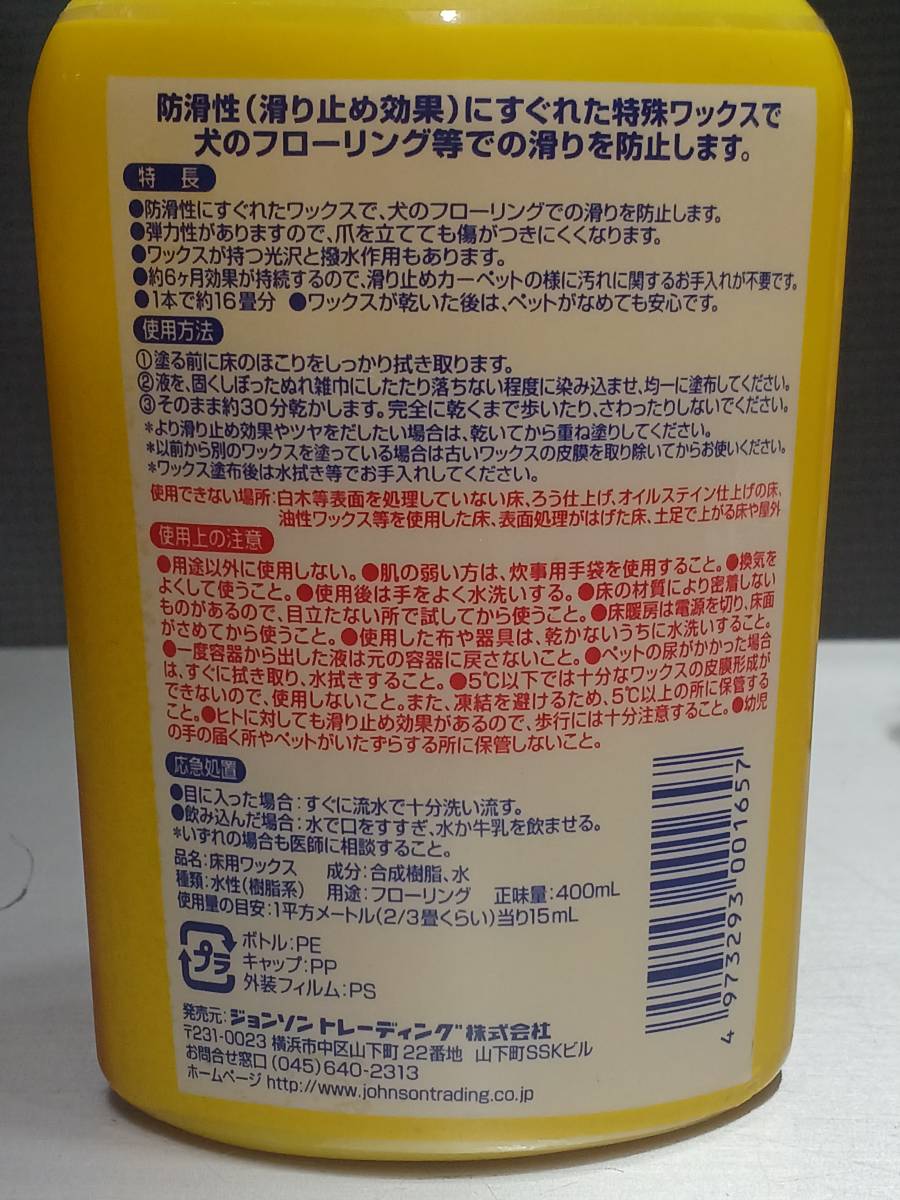 防滑性(滑り止め効果)にすぐれた特殊ワックスで
犬のフローリング等での滑りを防止します。
特長
●防滑性にすぐれたワックスで、犬のフローリングでの滑りを防止します。
●弾力性がありますので、爪を立てても傷がつきにくくなります。
●ワックスが持つ光沢と撥水作用もあります。
●約6ヶ月効果が持続するので、滑り止めカーペットの様に汚れに関するお手入れが不要です。
●1本で約16畳分 ●ワックスが乾いた後は、ペットがなめても安心です。
使用方法
①塗る前に床のほこりをしっかり拭き取ります。
②液を、固くしぼったぬれ雑巾にしたたり落ちない程度に染み込ませ、均一に塗布してください。
③そのまま約30分乾かします。完全に乾くまで歩いたり、さわったりしないでください。
*より滑り止め効果やツヤをだしたい場合は、乾いてから重ね塗りしてください。
*以前から別のワックスを塗っている場合は古いワックスの皮膜を取り除いてからお使いください。
*ワックス塗布後は水拭き等でお手入れしてください。
使用できない場所:白木等表面を処理していない床、ろう仕上げ、オイルステイン仕上げの床、
油性ワックス等を使用した床、表面処理がはげた床、土足で上がる床や屋外
使用上の注意
●用途以外に使用しない。●肌の弱い方は、炊事用手袋を使用すること。●換気を
よくして使うこと。●使用後は手をよく水洗いする。●床の材質により密着しない
ものがあるので、目立たない所で試してから使うこと。●床暖房は電源を切り、床面
がさめてから使うこと。●使用した布や器具は、乾かないうちに水洗いすること。
●一度容器から出した液は元の容器に戻さないこと。●ペットの尿がかかった場合
は、すぐに拭き取り、水拭きすること。●5℃以下では十分なワックスの皮膜形成が
できないので、使用しないこと。また、凍結を避けるため、5℃以上の所に保管する
こと。●ヒトに対しても滑り止め効果があるので、歩行には十分注意すること。●幼児
の手の届く所やペットがいたずらする所に保管しないこと。
応急処置
●目に入った場合:すぐに流水で十分洗い流す。
●飲み込んだ場合:水で口をすすぎ、水か牛乳を飲ませる。
*いずれの場合も医師に相談すること。
品名:床用ワックス 成分:合成樹脂、水
種類:水性(樹脂系) 用途:フローリング 正味量:400mL
使用量の目安:1平方メートル(2/3畳くらい)当り15mL
プラ
ボトル:PE
キャップ:PP
外装フィルム:PS
発売元:ジョンソントレーディング株式会社
〒231-0023 横浜市中区山下町22番地 山下町SSKビル
お問合せ窓口 (045)640-2313
ホームページ http://www.johnsontrading.co.jp
4 973293 001657